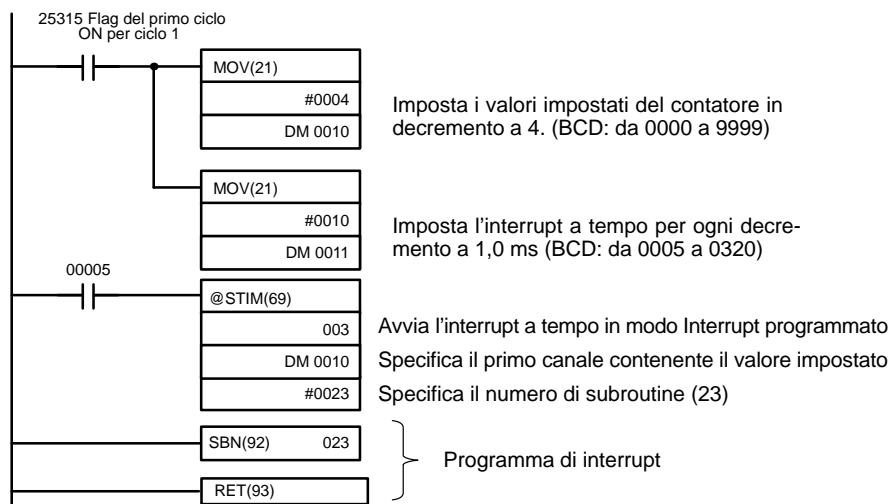 25315 Flag del primo ciclo
ON per ciclo 1
MOV(21)
#0004
DM 0010
Imposta i valori impostati del contatore in
decremento a 4. (BCD: da 0000 a 9999)
MOV(21)
#0010
DM 0011
Imposta l'interrupt a tempo per ogni decre-
mento a 1,0 ms (BCD: da 0005 a 0320)
00005
@STIM(69)
003
Avvia l'interrupt a tempo in modo Interrupt programmato
DM 0010
Specifica il primo canale contenente il valore impostato
#0023
Specifica il numero di subroutine (23)
SBN(92) 023
Programma di interrupt
RET(93)